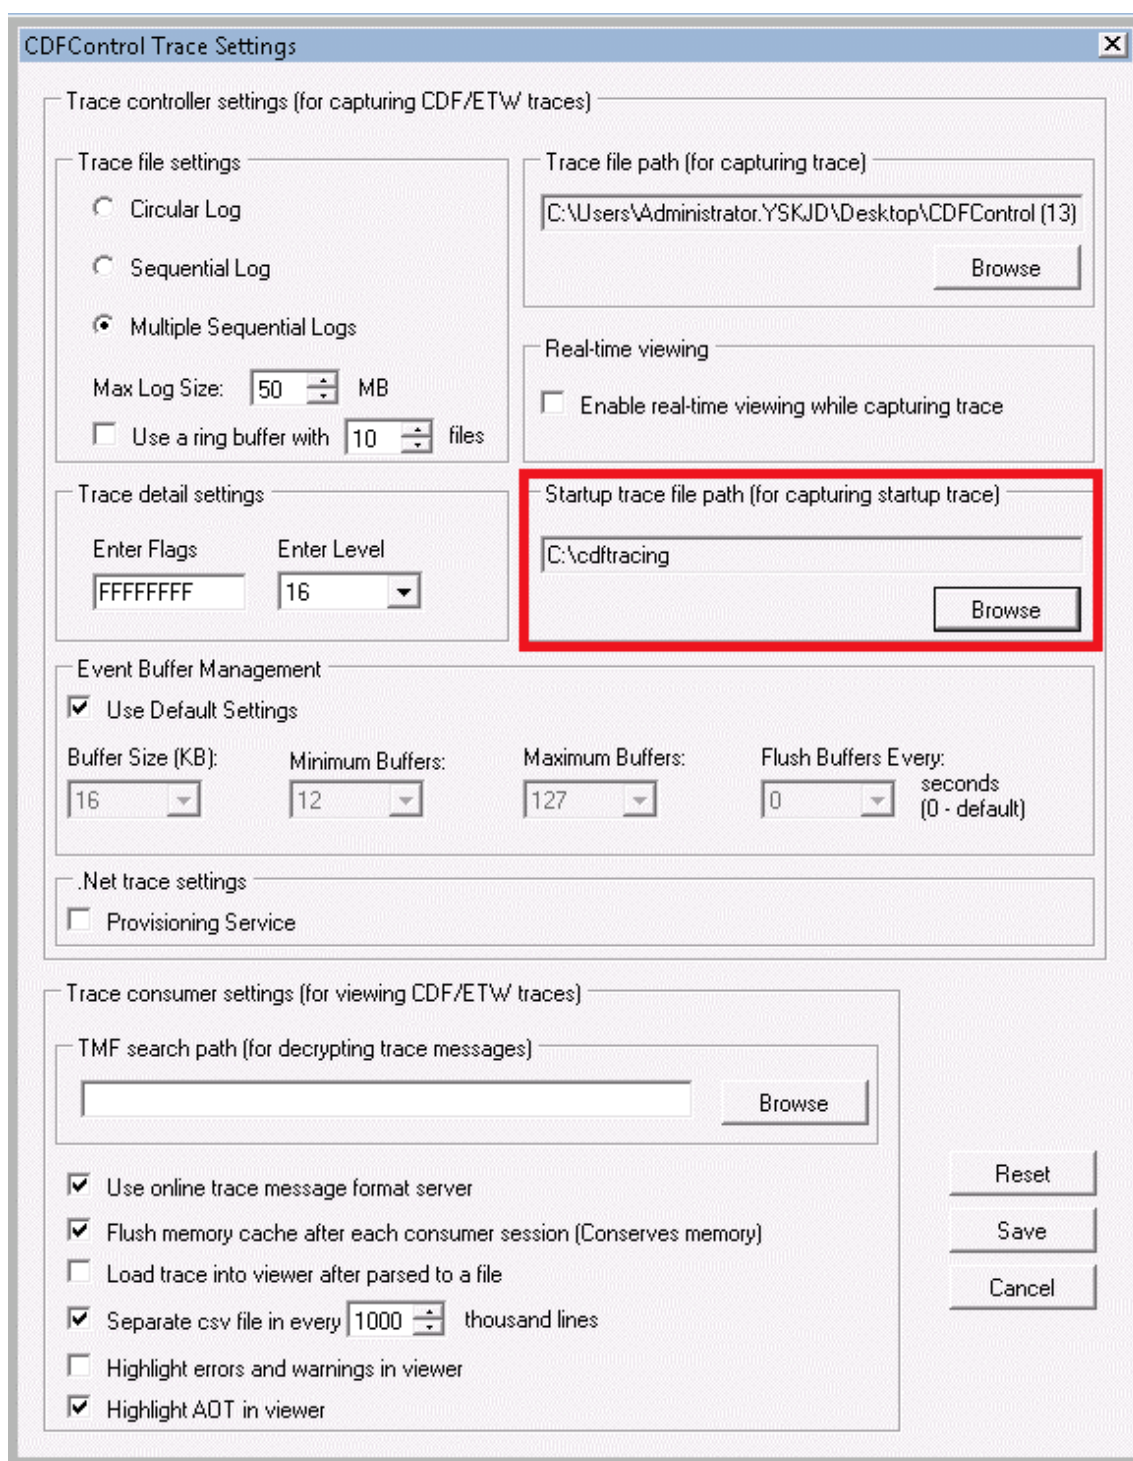 CDFControl Trace Settings
Trace controller settings (for capturing CDF/ETW traces)
Trace file settings
Circular Log
Sequential Log
Multiple Sequential Logs
Max Log Size: 50 MB
Use a ring buffer with 10 files
Trace file path (for capturing trace)
C:\Users\Administrator.YSKJD\Desktop\CDFControl (13)
Browse
Real-time viewing
Enable real-time viewing while capturing trace
Trace detail settings
Enter Flags Enter Level
FFFFFFFF 16
Startup trace file path (for capturing startup trace)
C:\cdftracing
Browse
Event Buffer Management
Use Default Settings
Buffer Size (KB): Minimum Buffers: Maximum Buffers: Flush Buffers Every:
16 12 127 0 seconds
(0 - default)
.Net trace settings
Provisioning Service
Trace consumer settings (for viewing CDF/ETW traces)
TMF search path (for decrypting trace messages)
Browse
Use online trace message format server
Flush memory cache after each consumer session (Conserves memory)
Load trace into viewer after parsed to a file
Separate csv file in every 1000 thousand lines
Highlight errors and warnings in viewer
Highlight AOT in viewer
Reset
Save
Cancel